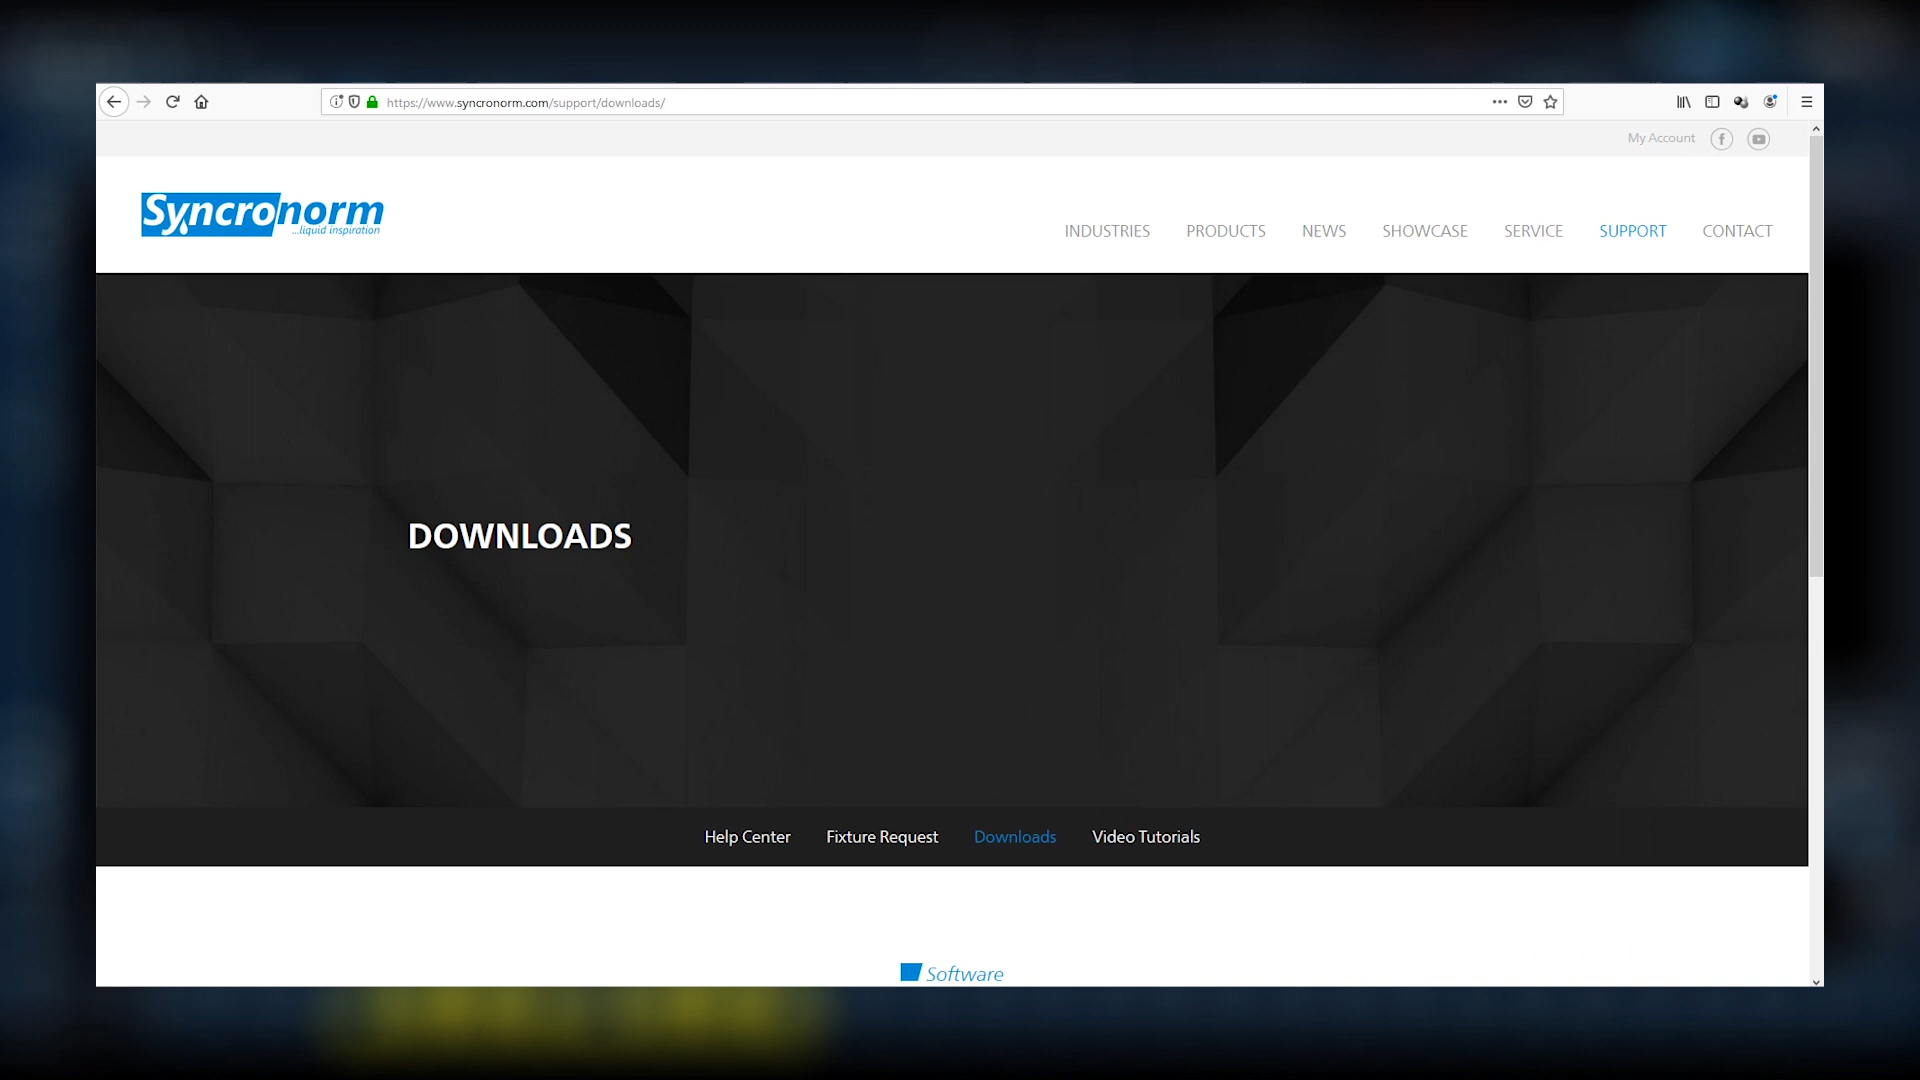 https://www.syncronorm.com/support/downloads/
My Account
Syncronorm
...liquid inspiration
INDUSTRIES PRODUCTS NEWS SHOWCASE SERVICE SUPPORT CONTACT
DOWNLOADS
Help Center Fixture Request Downloads Video Tutorials
Software